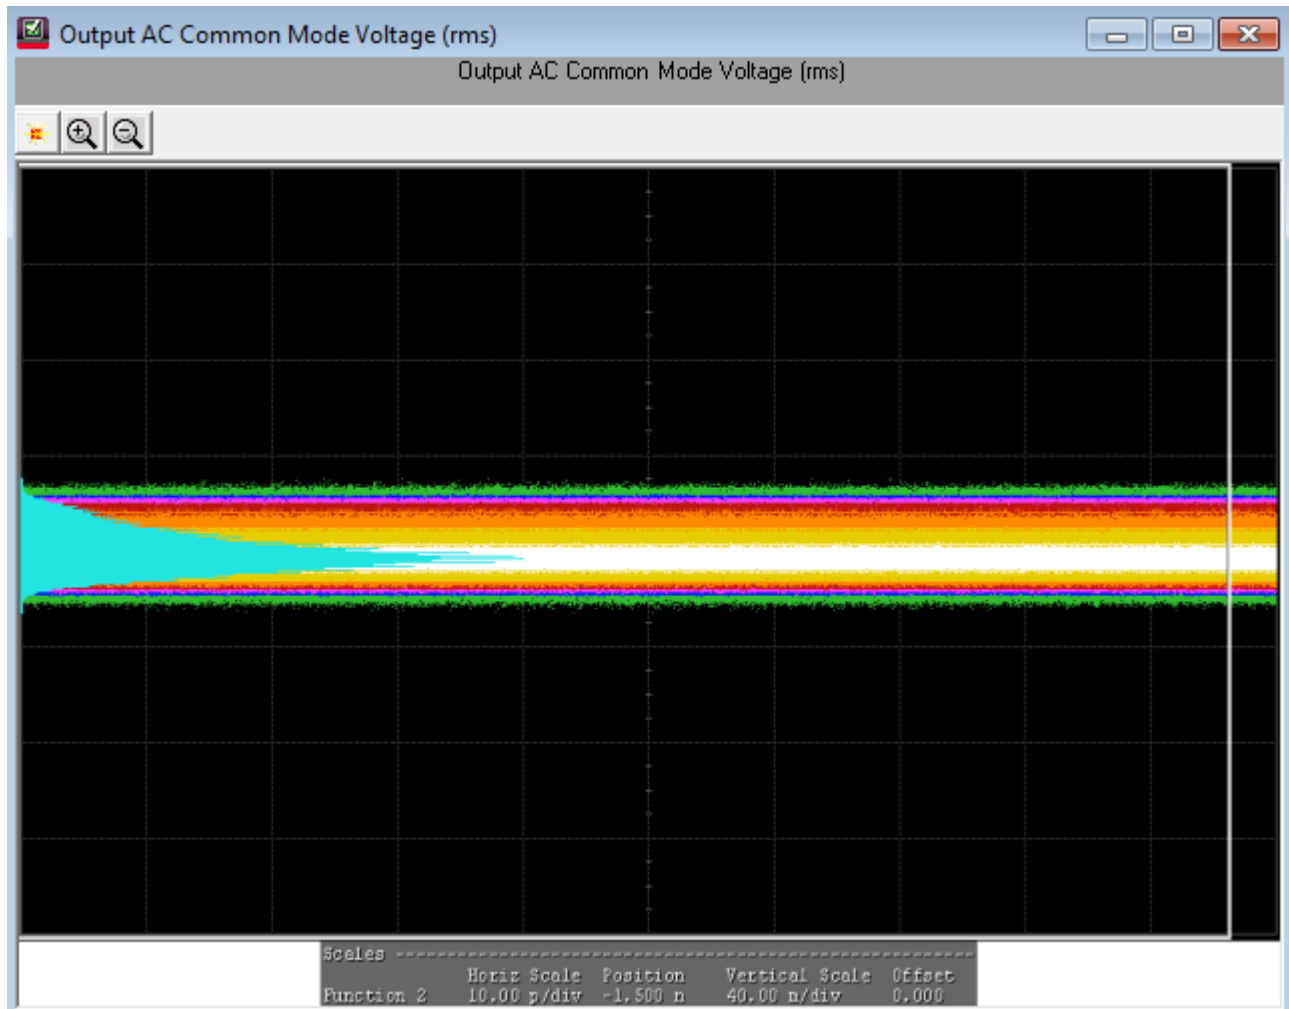 Output AC Common Mode Voltage (rms)
Output AC Common Mode Voltage (rms)
Scales
Horiz Scale Position Vertical Scale Offset
Function 2 10.00 p/div -1.500 n 40.00 m/div 0.000